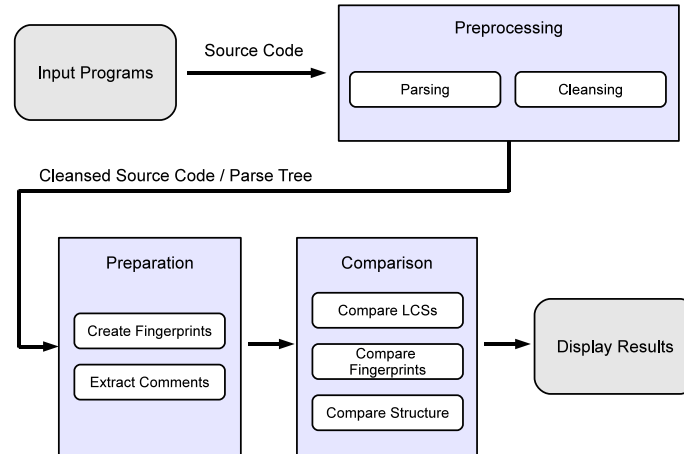 Input Programs
Source Code
Preprocessing
Parsing
Cleansing
Cleansed Source Code / Parse Tree
Preparation
Create Fingerprints
Extract Comments
Comparison
Compare LCSs
Compare
Fingerprints
Compare Structure
Display Results